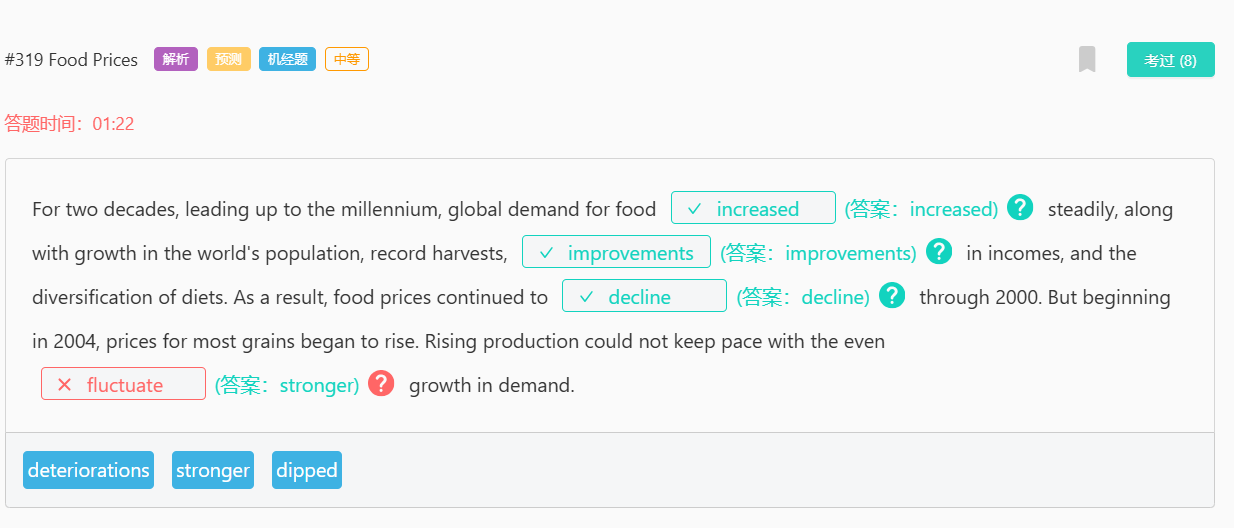 #319 Food Prices 解析 预测 机经题 中等 考过 (8)
答题时间：01:22
For two decades, leading up to the millennium, global demand for food ✓ increased (答案：increased) ? steadily, along
with growth in the world's population, record harvests, ✓ improvements (答案：improvements) ? in incomes, and the
diversification of diets. As a result, food prices continued to ✓ decline (答案：decline) ? through 2000. But beginning
in 2004, prices for most grains began to rise. Rising production could not keep pace with the even
✕ fluctuate (答案：stronger) ? growth in demand.
deteriorations stronger dipped